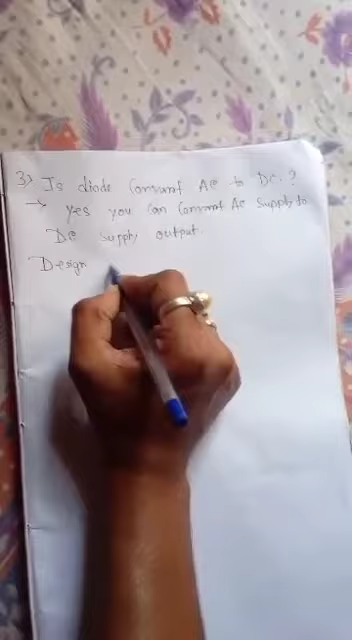 3) Is diode Convert AC to DC.?
→ yes you Can Convert Ac Supply to
DC supply output.
Design